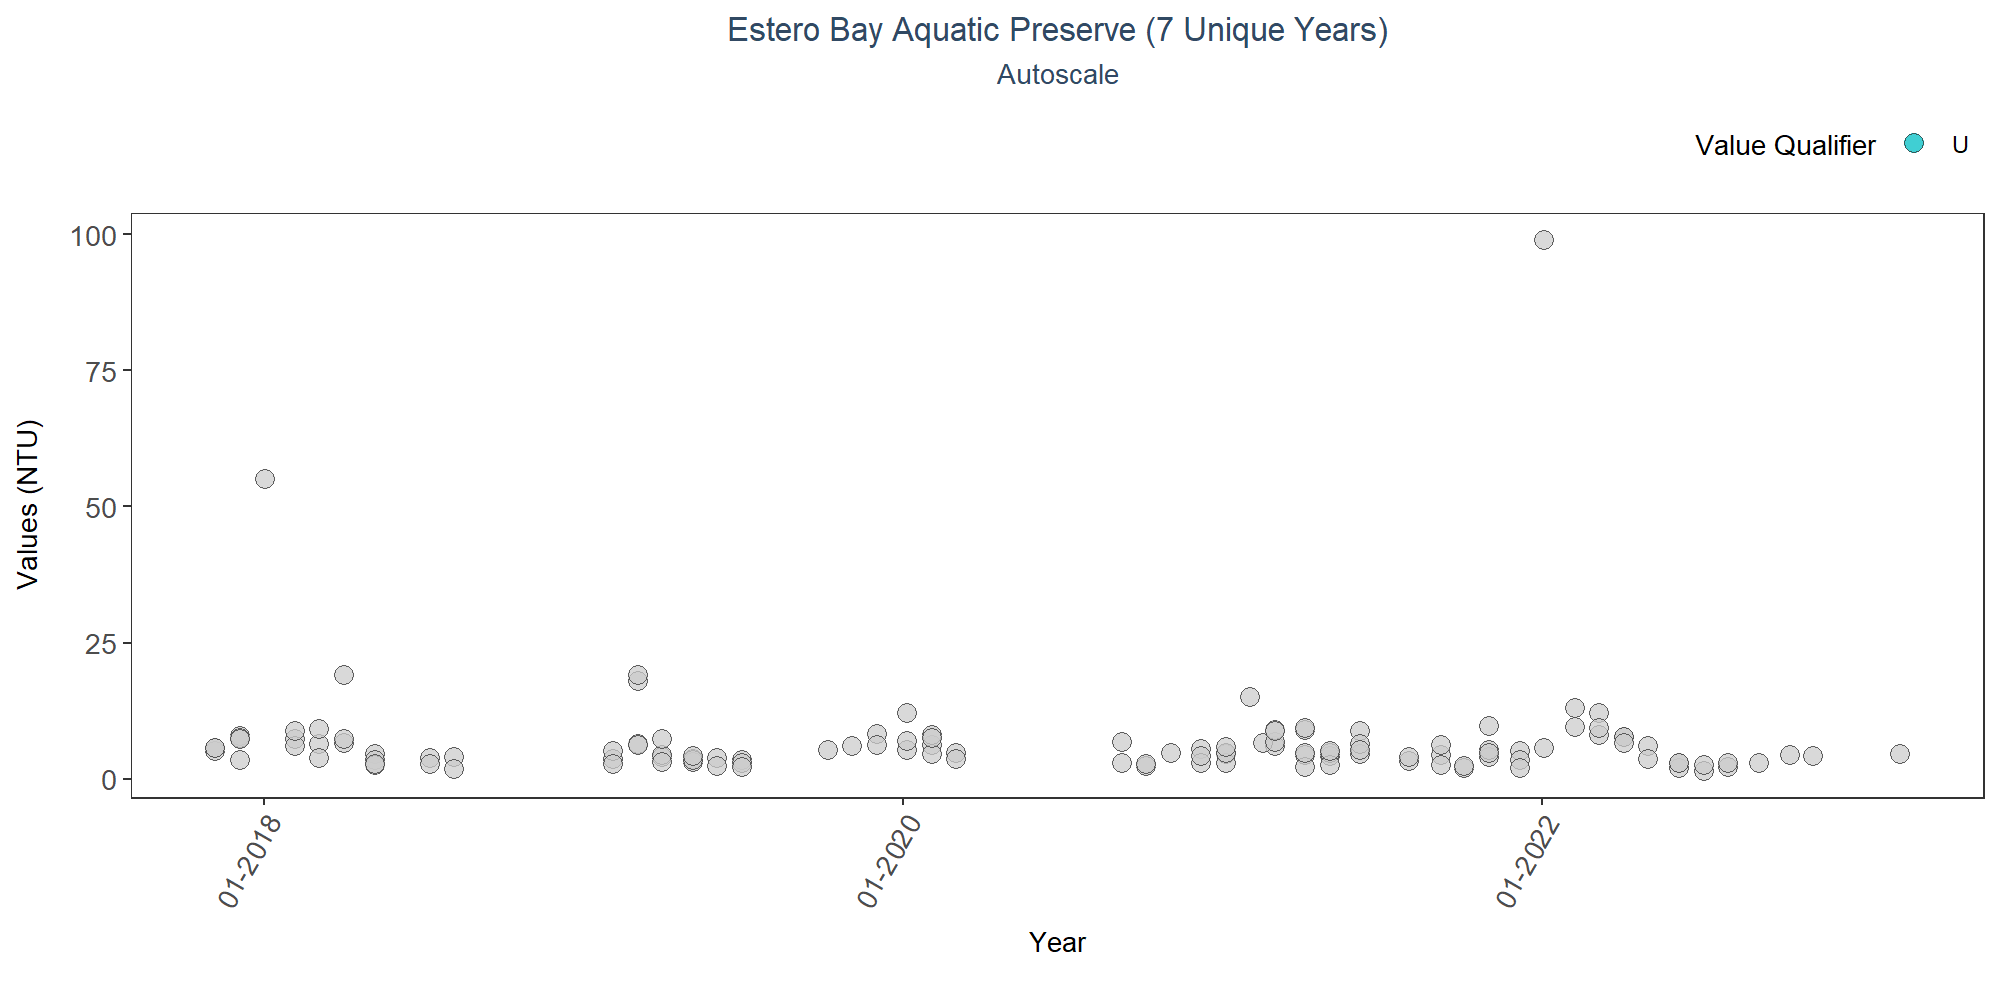 Estero Bay Aquatic Preserve (7 Unique Years)
Autoscale
Value Qualifier U
100
75
50
25
0
Values (NTU)
01-2018
01-2020
01-2022
Year